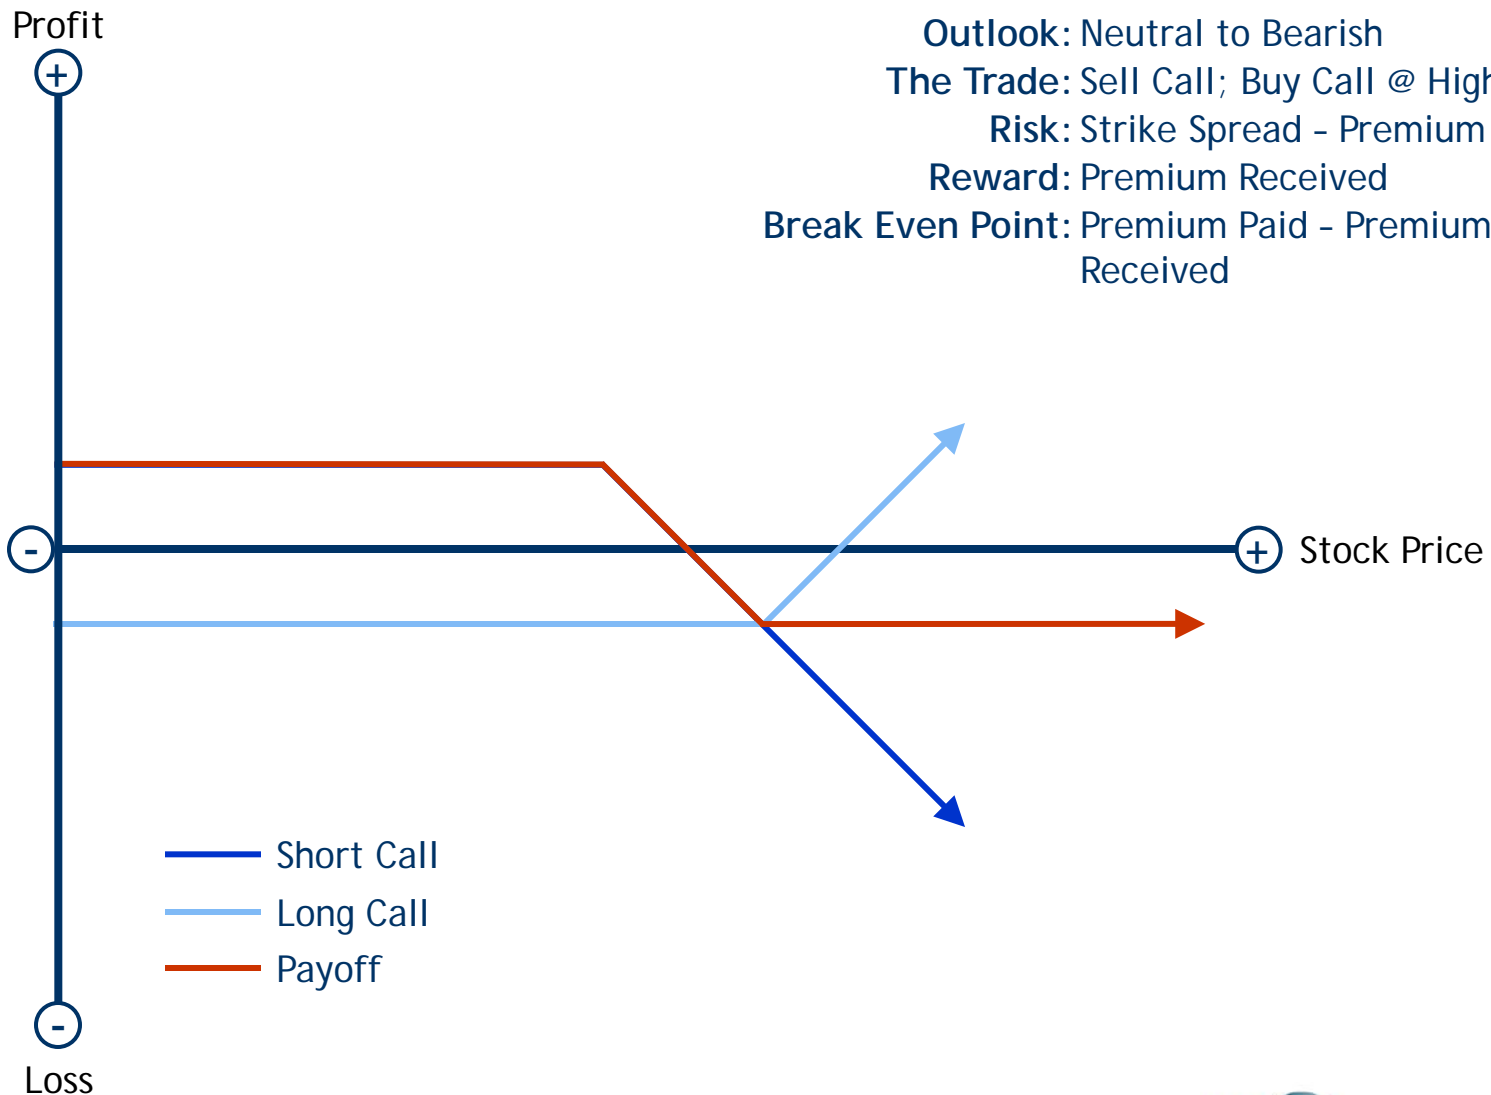 Profit
+
Outlook: Neutral to Bearish
The Trade: Sell Call; Buy Call @ High
Risk: Strike Spread – Premium
Reward: Premium Received
Break Even Point: Premium Paid – Premium
Received
-
+ Stock Price
Short Call
Long Call
Payoff
-
Loss